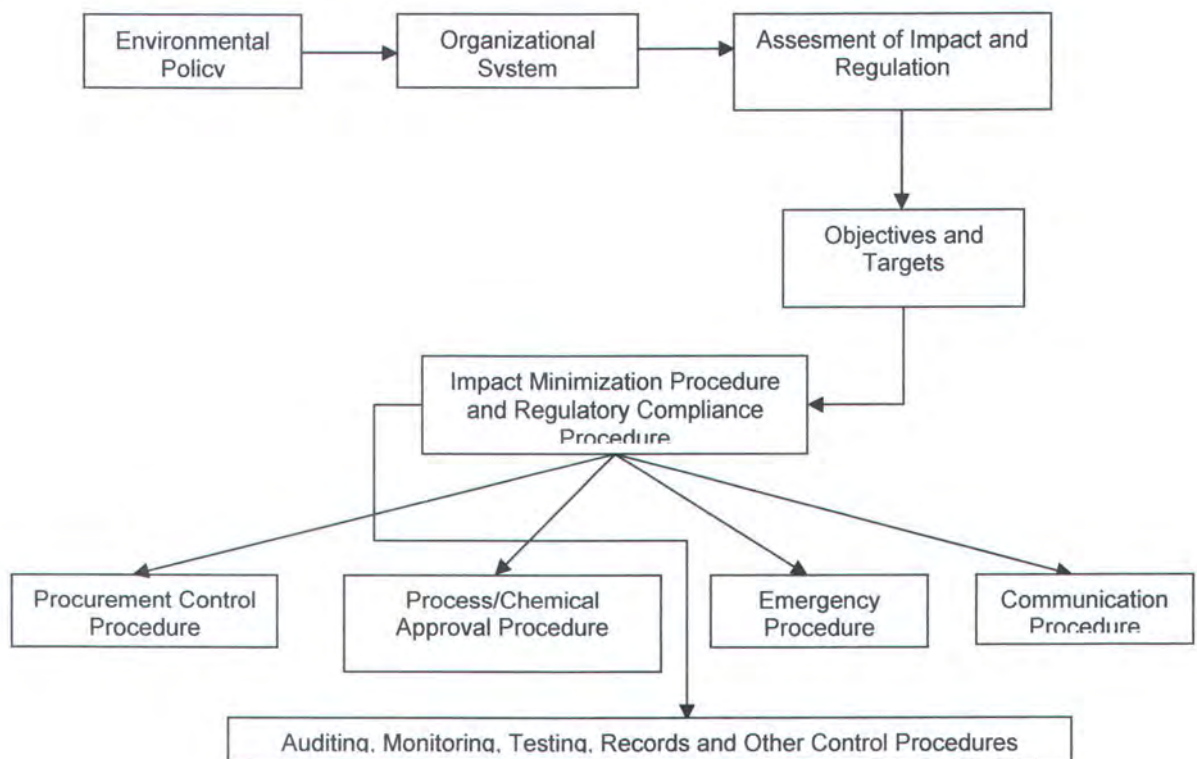 Environmental
Policy
Organizational
System
Assesment of Impact and
Regulation
Objectives and
Targets
Impact Minimization Procedure
and Regulatory Compliance
Procedure
Procurement Control
Procedure
Process/Chemical
Approval Procedure
Emergency
Procedure
Communication
Procedure
Auditing, Monitoring, Testing, Records and Other Control Procedures